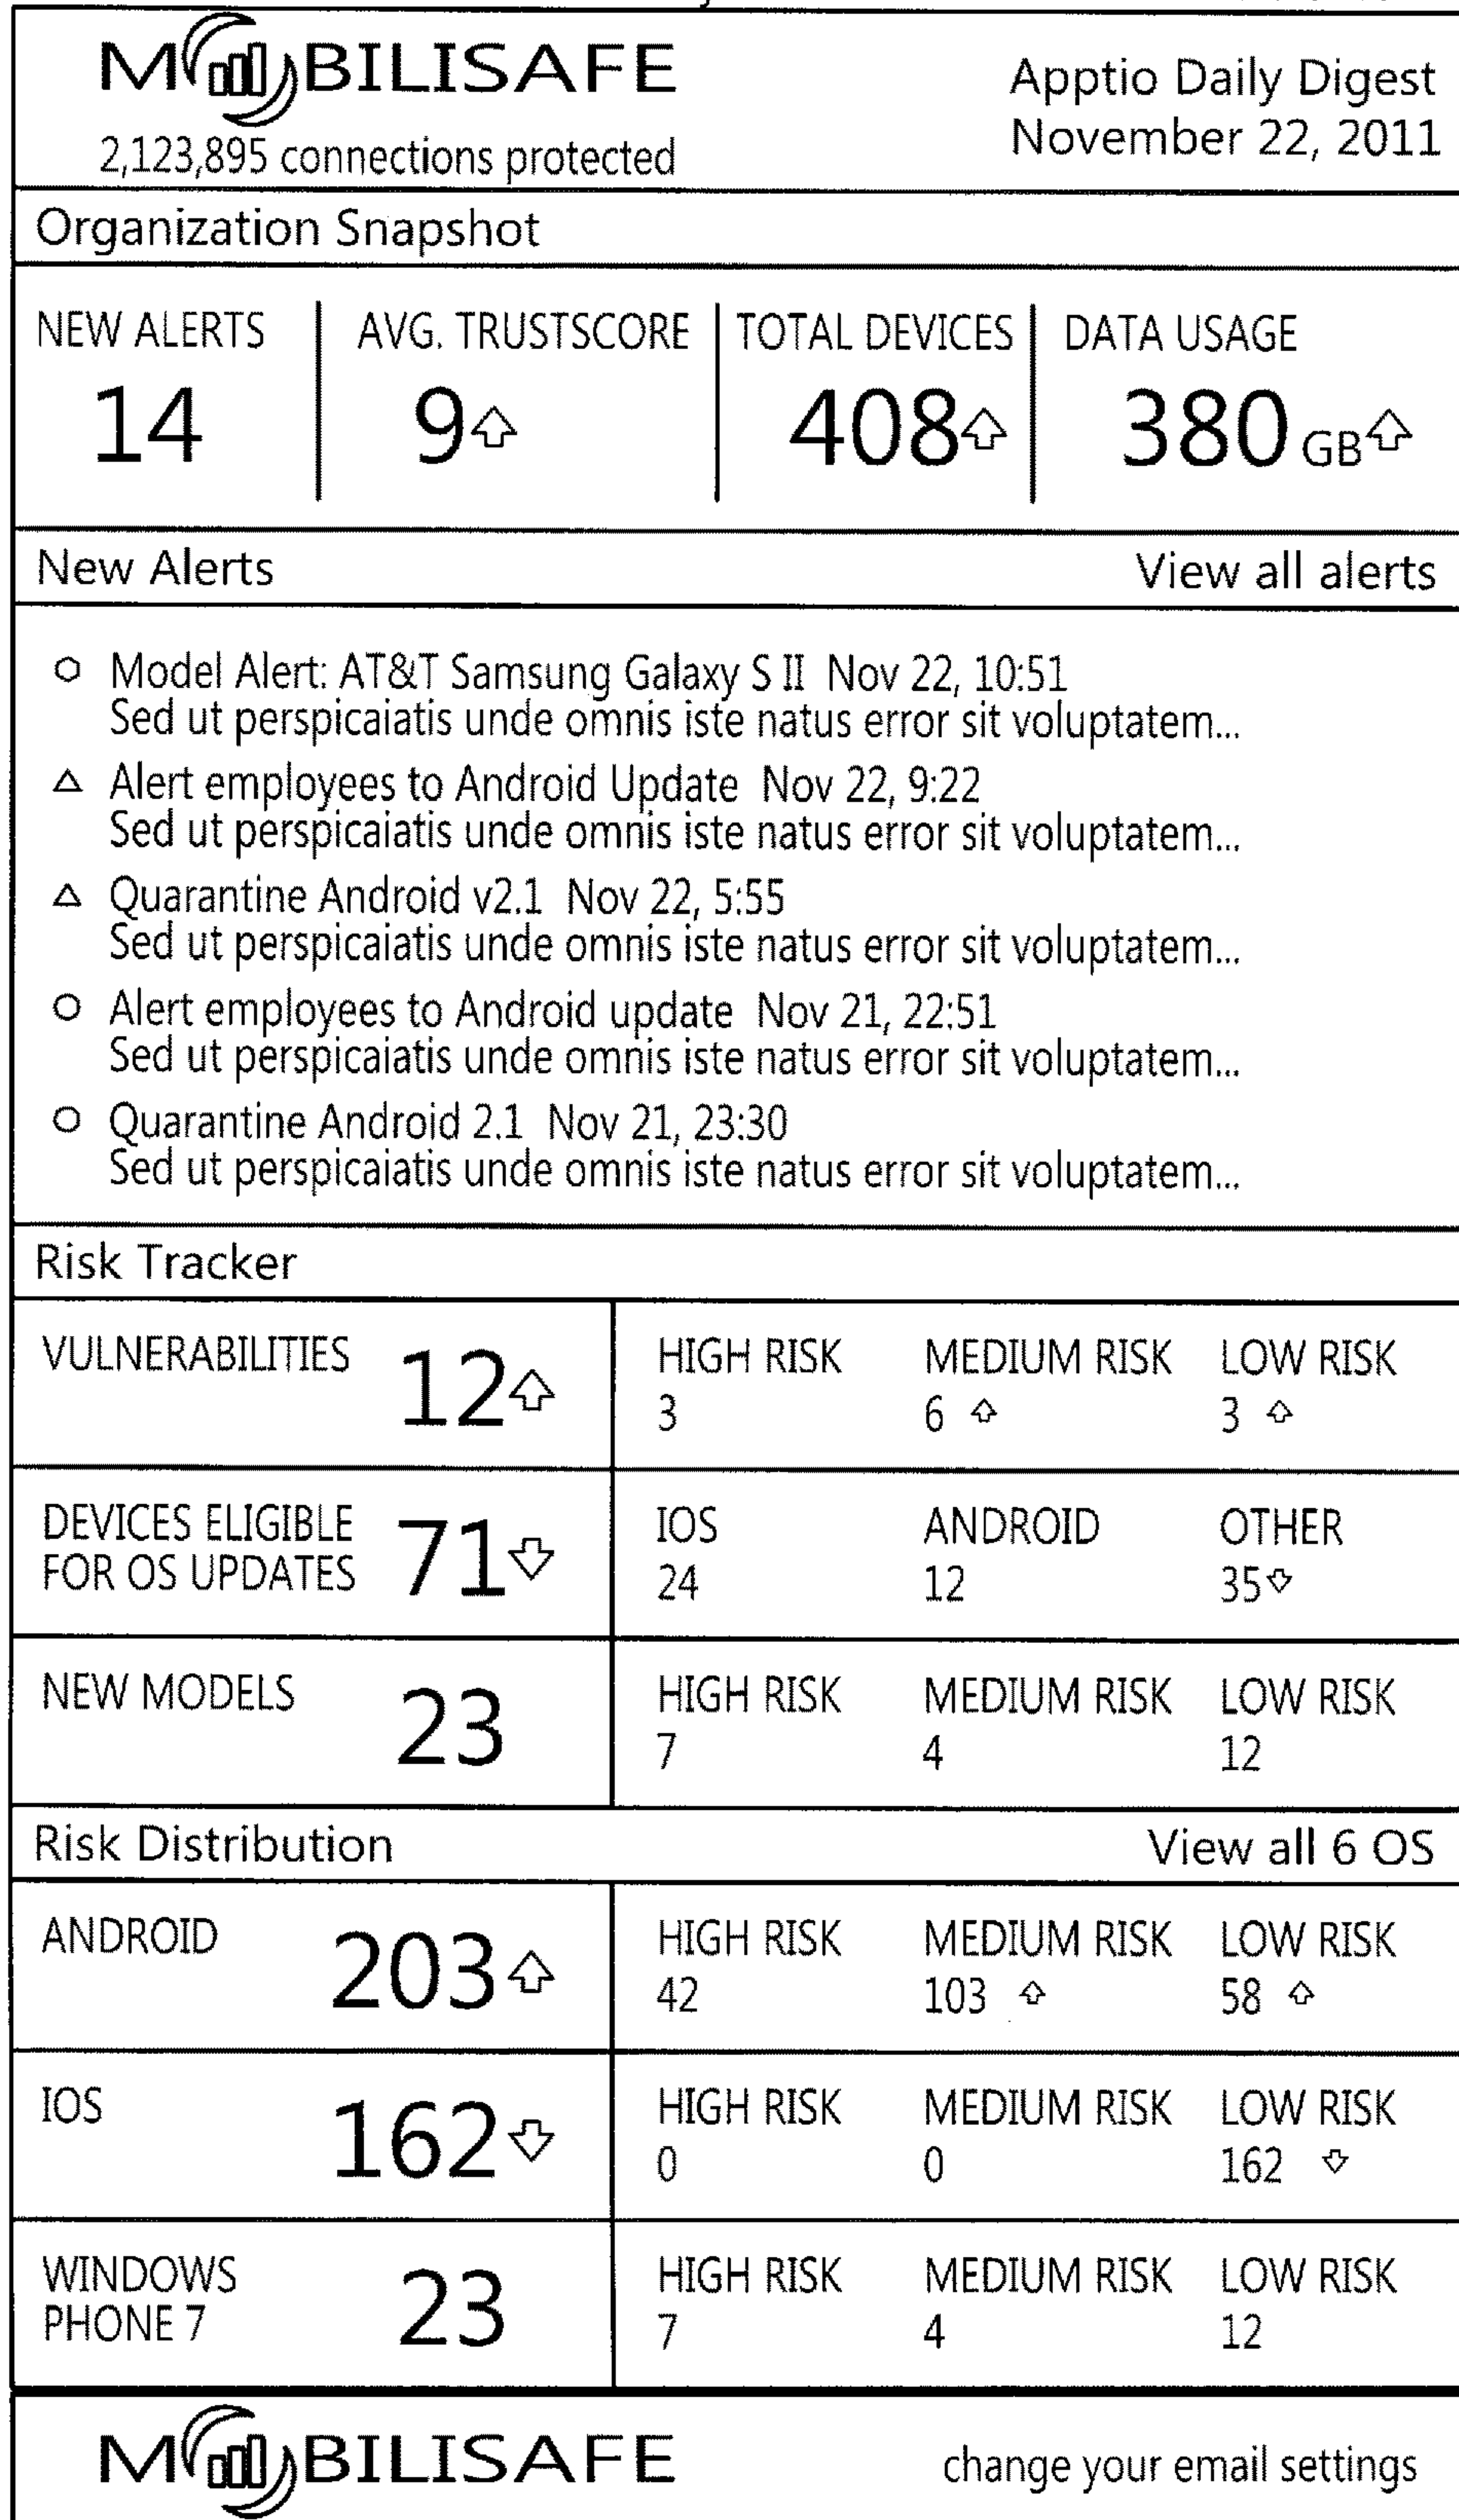 MOBILISAFE
2,123,895 connections protected
Apptio Daily Digest
November 22, 2011
Organization Snapshot
NEW ALERTS
14
AVG. TRUSTSCORE
9
TOTAL DEVICES
408
DATA USAGE
380 GB
New Alerts View all alerts
Model Alert: AT&T Samsung Galaxy S II Nov 22, 10:51
Sed ut perspicaiatis unde omnis iste natus error sit voluptatem...
Alert employees to Android Update Nov 22, 9:22
Sed ut perspicaiatis unde omnis iste natus error sit voluptatem...
Quarantine Android v2.1 Nov 22, 5:55
Sed ut perspicaiatis unde omnis iste natus error sit voluptatem...
Alert employees to Android update Nov 21, 22:51
Sed ut perspicaiatis unde omnis iste natus error sit voluptatem...
Quarantine Android 2.1 Nov 21, 23:30
Sed ut perspicaiatis unde omnis iste natus error sit voluptatem...
Risk Tracker
VULNERABILITIES 12
HIGH RISK MEDIUM RISK LOW RISK
3 6 3
DEVICES ELIGIBLE
FOR OS UPDATES 71
IOS ANDROID OTHER
24 12 35
NEW MODELS 23
HIGH RISK MEDIUM RISK LOW RISK
7 4 12
Risk Distribution View all 6 OS
ANDROID 203
HIGH RISK MEDIUM RISK LOW RISK
42 103 58
IOS 162
HIGH RISK MEDIUM RISK LOW RISK
0 0 162
WINDOWS
PHONE 7 23
HIGH RISK MEDIUM RISK LOW RISK
7 4 12
MOBILISAFE change your email settings